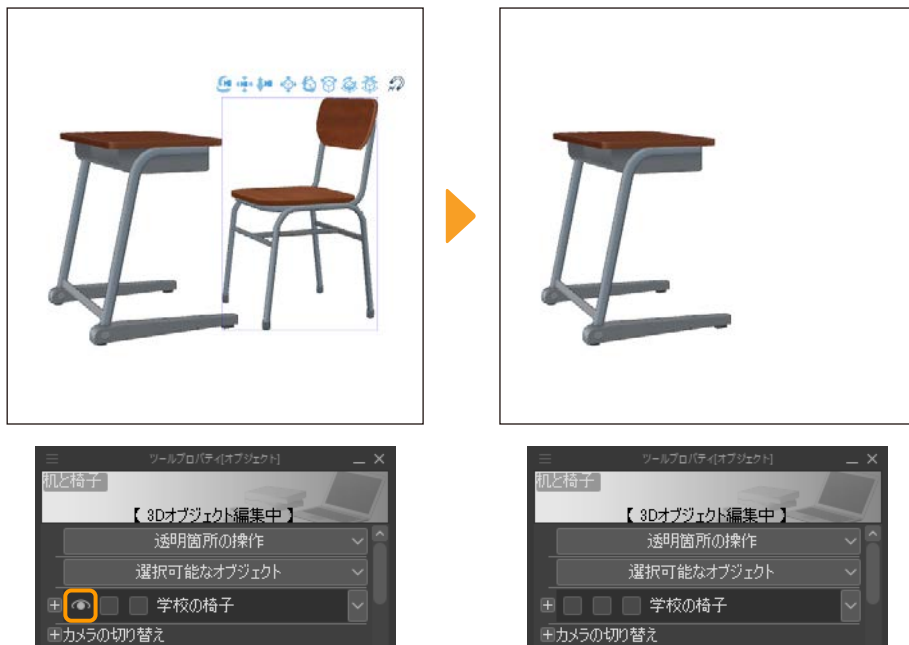 ツールプロパティ[オブジェクト]
机と椅子
【 3Dオブジェクト編集中 】
透明箇所の操作
選択可能なオブジェクト
学校の椅子
カメラの切り替え
ツールプロパティ[オブジェクト]
机と椅子
【 3Dオブジェクト編集中 】
透明箇所の操作
選択可能なオブジェクト
学校の椅子
カメラの切り替え